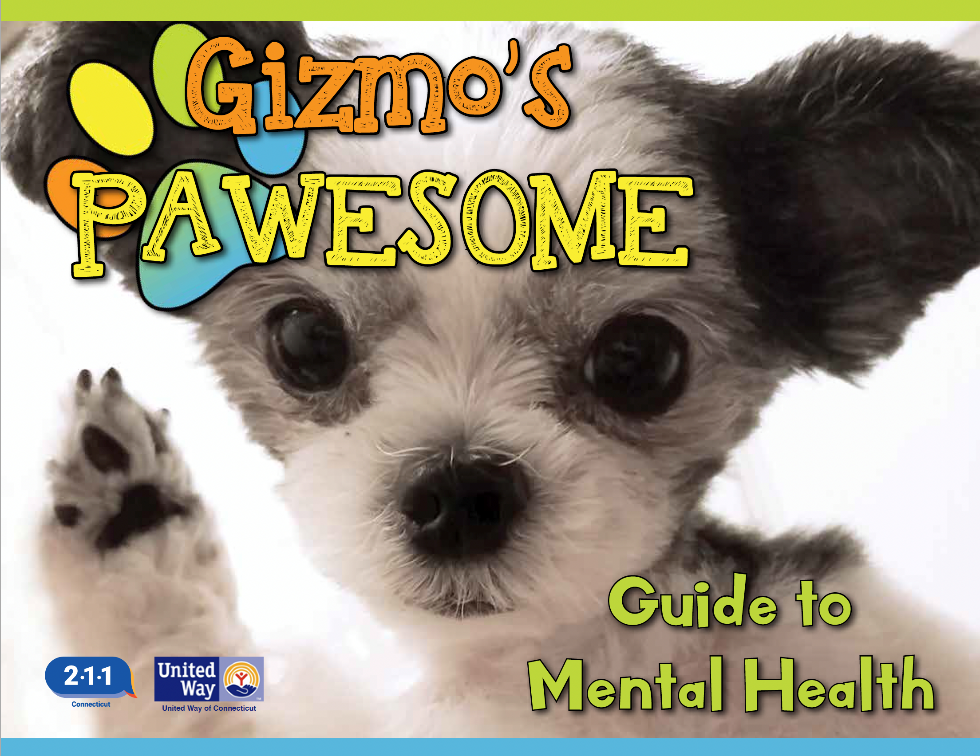 Gizmo's
PAWESOME
Guide to
Mental Health
2·1·1
Connecticut
United
Way
United Way of Connecticut